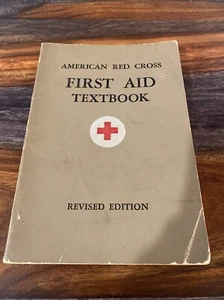 AMERICAN RED CROSS
FIRST AID
TEXTBOOK
REVISED EDITION